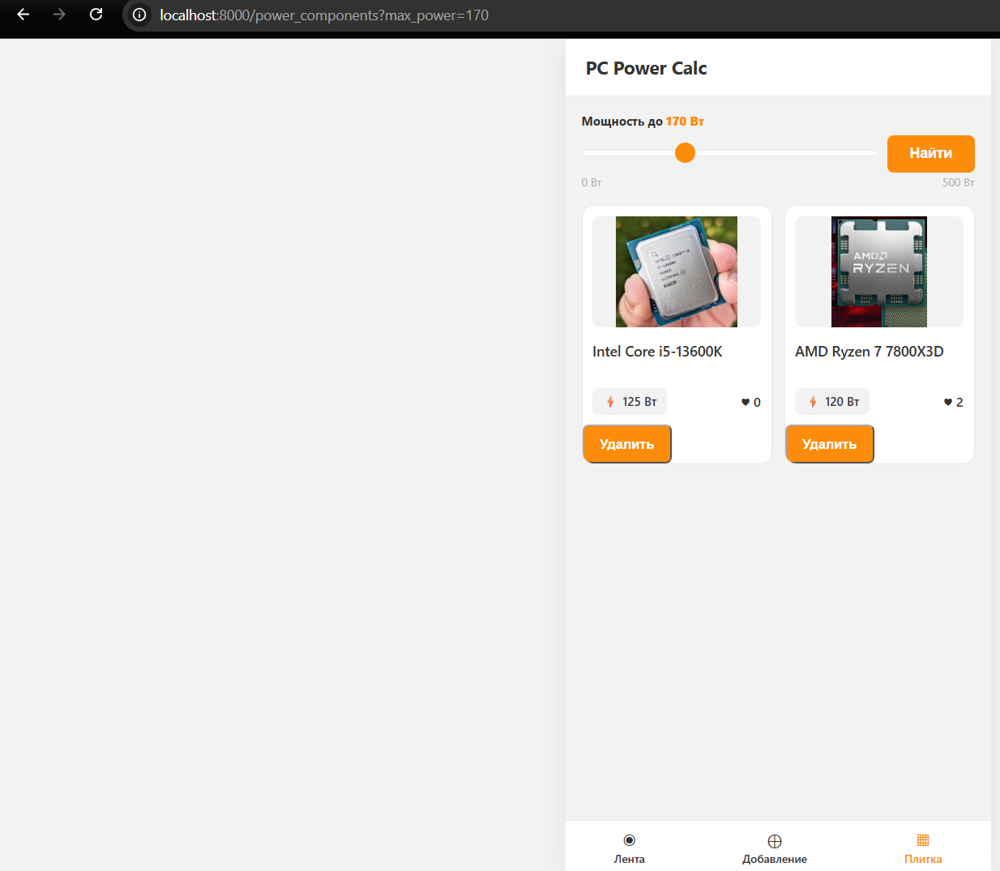 localhost:8000/power_components?max_power=170
PC Power Calc
Мощность до 170 Вт
Найти
0 Вт
500 Вт
AMD
RYZEN
Intel Core i5-13600K
AMD Ryzen 7 7800X3D
125 Вт
0
120 Вт
2
Удалить
Удалить
Лента
Добавление
Плитка